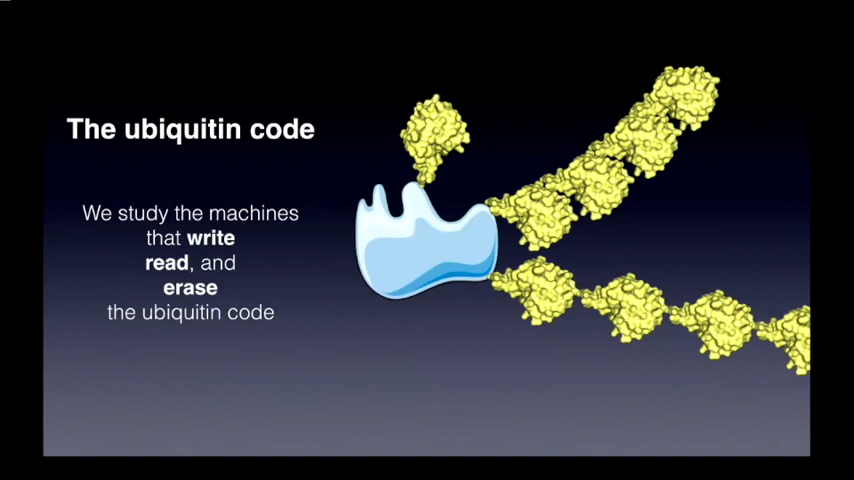 The ubiquitin code
We study the machines
that write
read, and
erase
the ubiquitin code